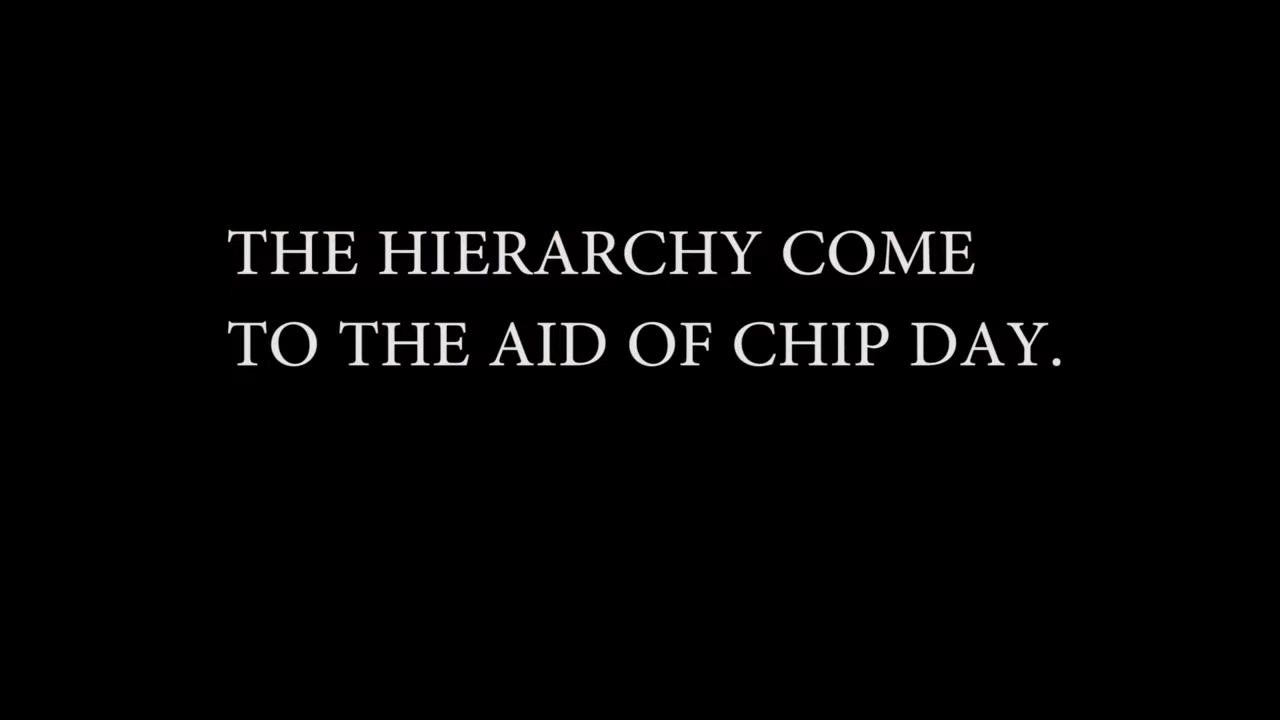 THE HIERARCHY COME
TO THE AID OF CHIP DAY.